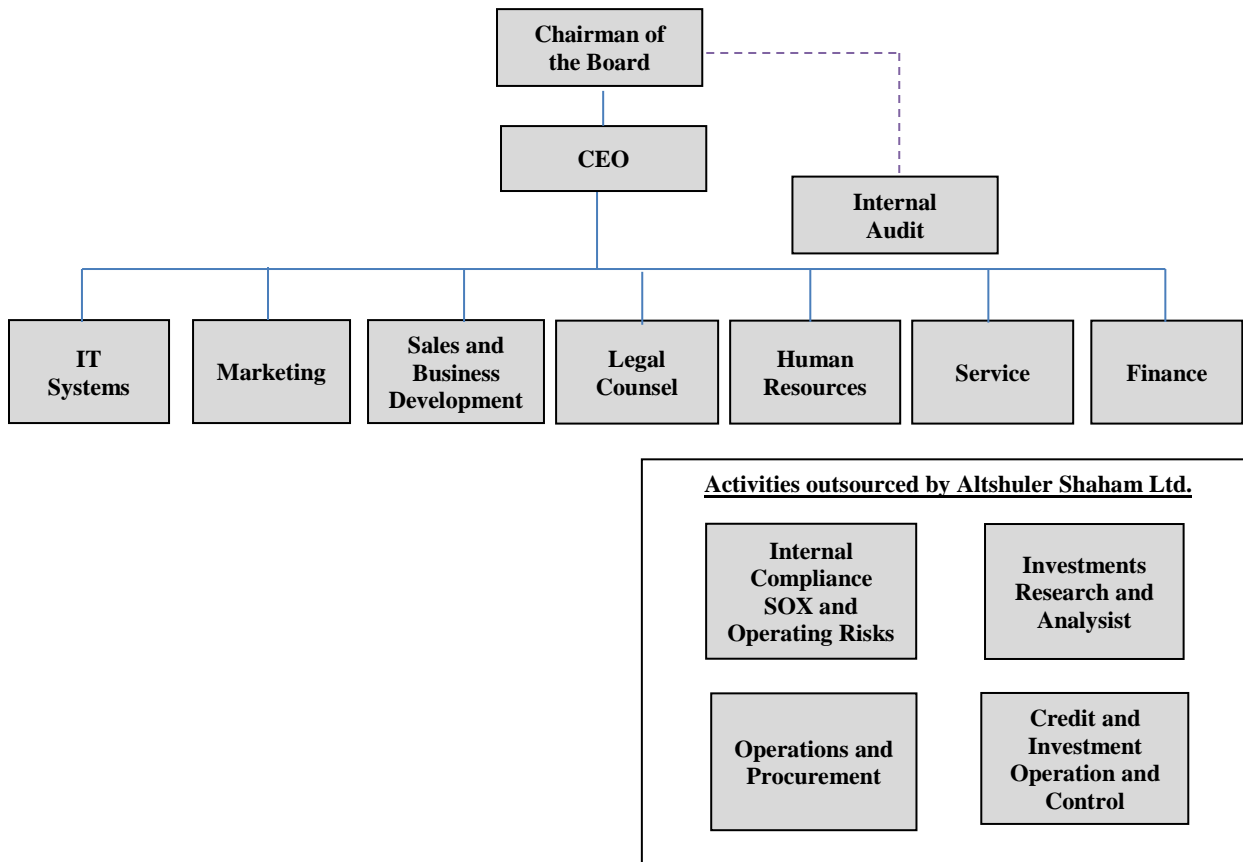 Chairman of
the Board
CEO
Internal
Audit
IT
Systems
Marketing
Sales and
Business
Development
Legal
Counsel
Human
Resources
Service
Finance
Activities outsourced by Altshuler Shaham Ltd.
Internal
Compliance
SOX and
Operating Risks
Investments
Research and
Analysist
Operations and
Procurement
Credit and
Investment
Operation and
Control